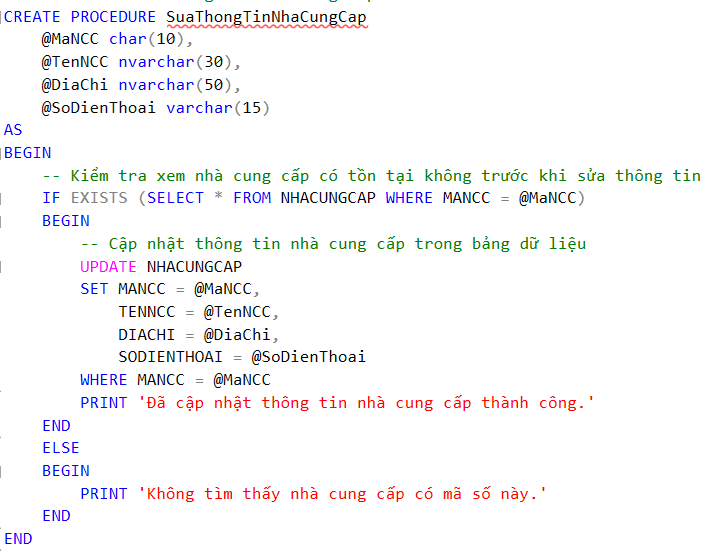 CREATE PROCEDURE SuaThongTinNhaCungCap
    @MaNCC char(10),
    @TenNCC nvarchar(30),
    @DiaChi nvarchar(50),
    @SoDienThoai varchar(15)
AS
BEGIN
    -- Kiểm tra xem nhà cung cấp có tồn tại không trước khi sửa thông tin
    IF EXISTS (SELECT * FROM NHACUNGCAP WHERE MANCC = @MaNCC)
    BEGIN
        -- Cập nhật thông tin nhà cung cấp trong bảng dữ liệu
        UPDATE NHACUNGCAP
        SET MANCC = @MaNCC,
            TENNCC = @TenNCC,
            DIACHI = @DiaChi,
            SODIENTHOAI = @SoDienThoai
        WHERE MANCC = @MaNCC
        PRINT 'Đã cập nhật thông tin nhà cung cấp thành công.'
    END
    ELSE
    BEGIN
        PRINT 'Không tìm thấy nhà cung cấp có mã số này.'
    END
END